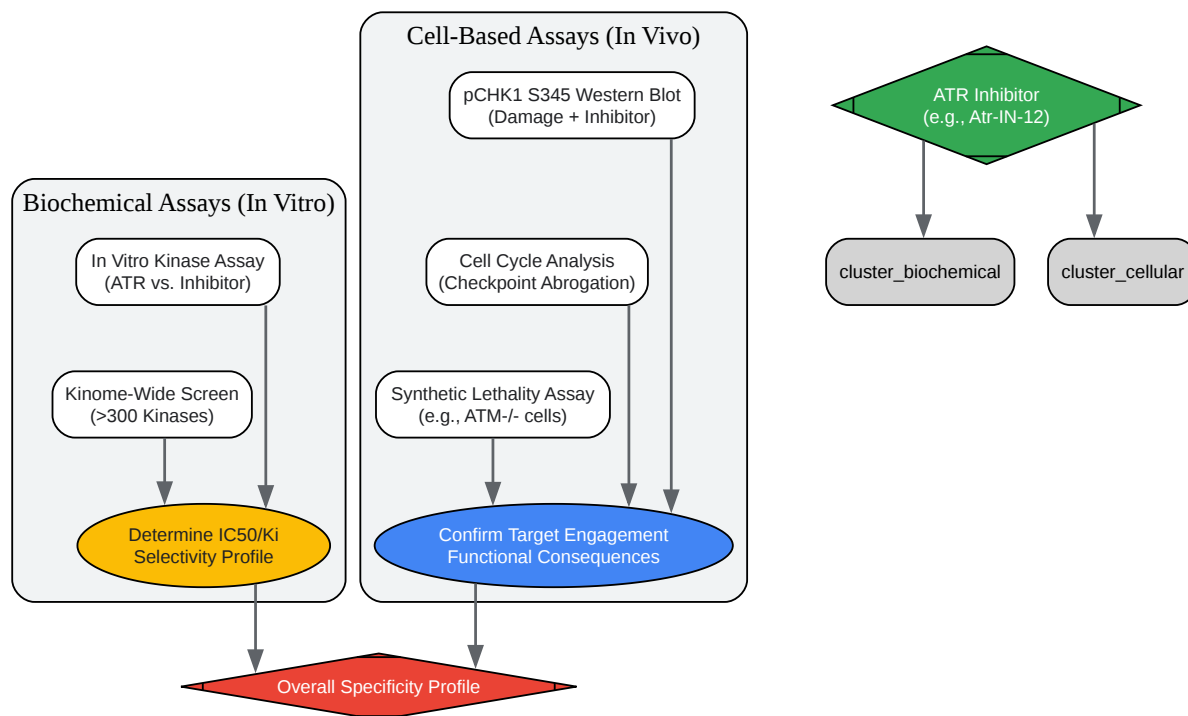 Cell-Based Assays (In Vivo)
pCHK1 S345 Western Blot
(Damage + Inhibitor)
ATR Inhibitor
(e.g., Atr-IN-12)
Biochemical Assays (In Vitro)
In Vitro Kinase Assay
(ATR vs. Inhibitor)
Cell Cycle Analysis
(Checkpoint Abrogation)
cluster_biochemical
cluster_cellular
Kinome-Wide Screen
(>300 Kinases)
Synthetic Lethality Assay
(e.g., ATM-/- cells)
Determine IC50/Ki
Selectivity Profile
Confirm Target Engagement
Functional Consequences
Overall Specificity Profile